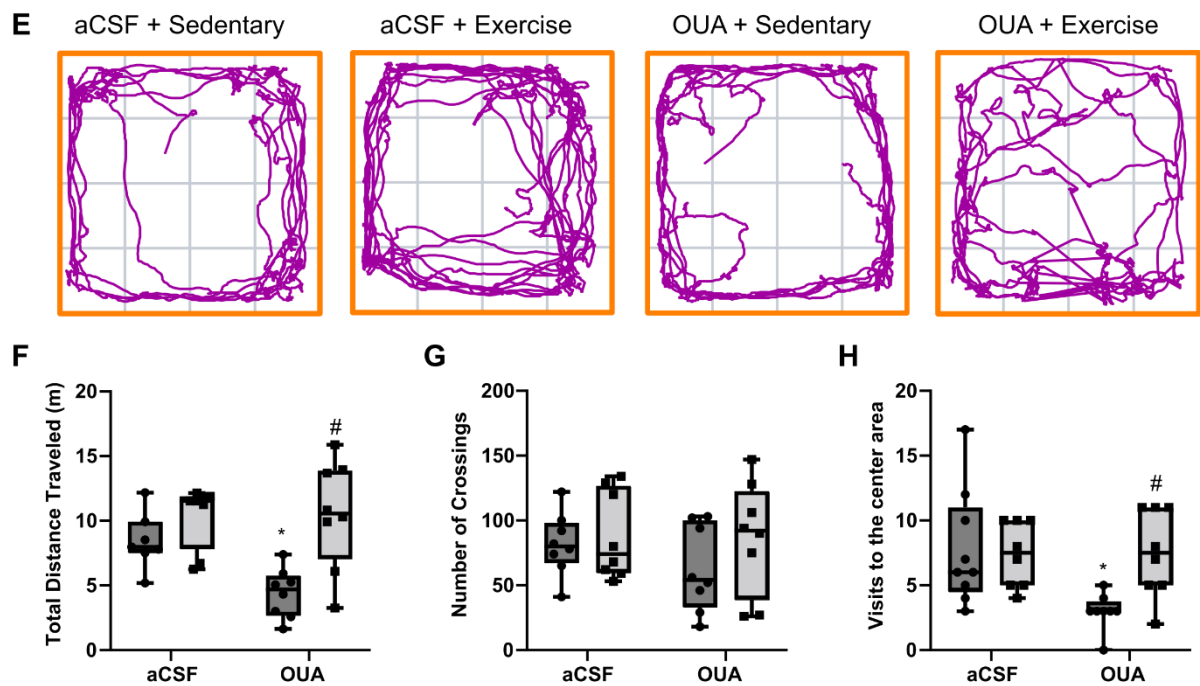 E aCSF + Sedentary aCSF + Exercise OUA + Sedentary OUA + Exercise
F
Total Distance Traveled (m)
20
15
10
5
0
*
#
aCSF OUA
G
Number of Crossings
200
150
100
50
0
aCSF OUA
H
Visits to the center area
20
15
10
5
0
*
#
aCSF OUA